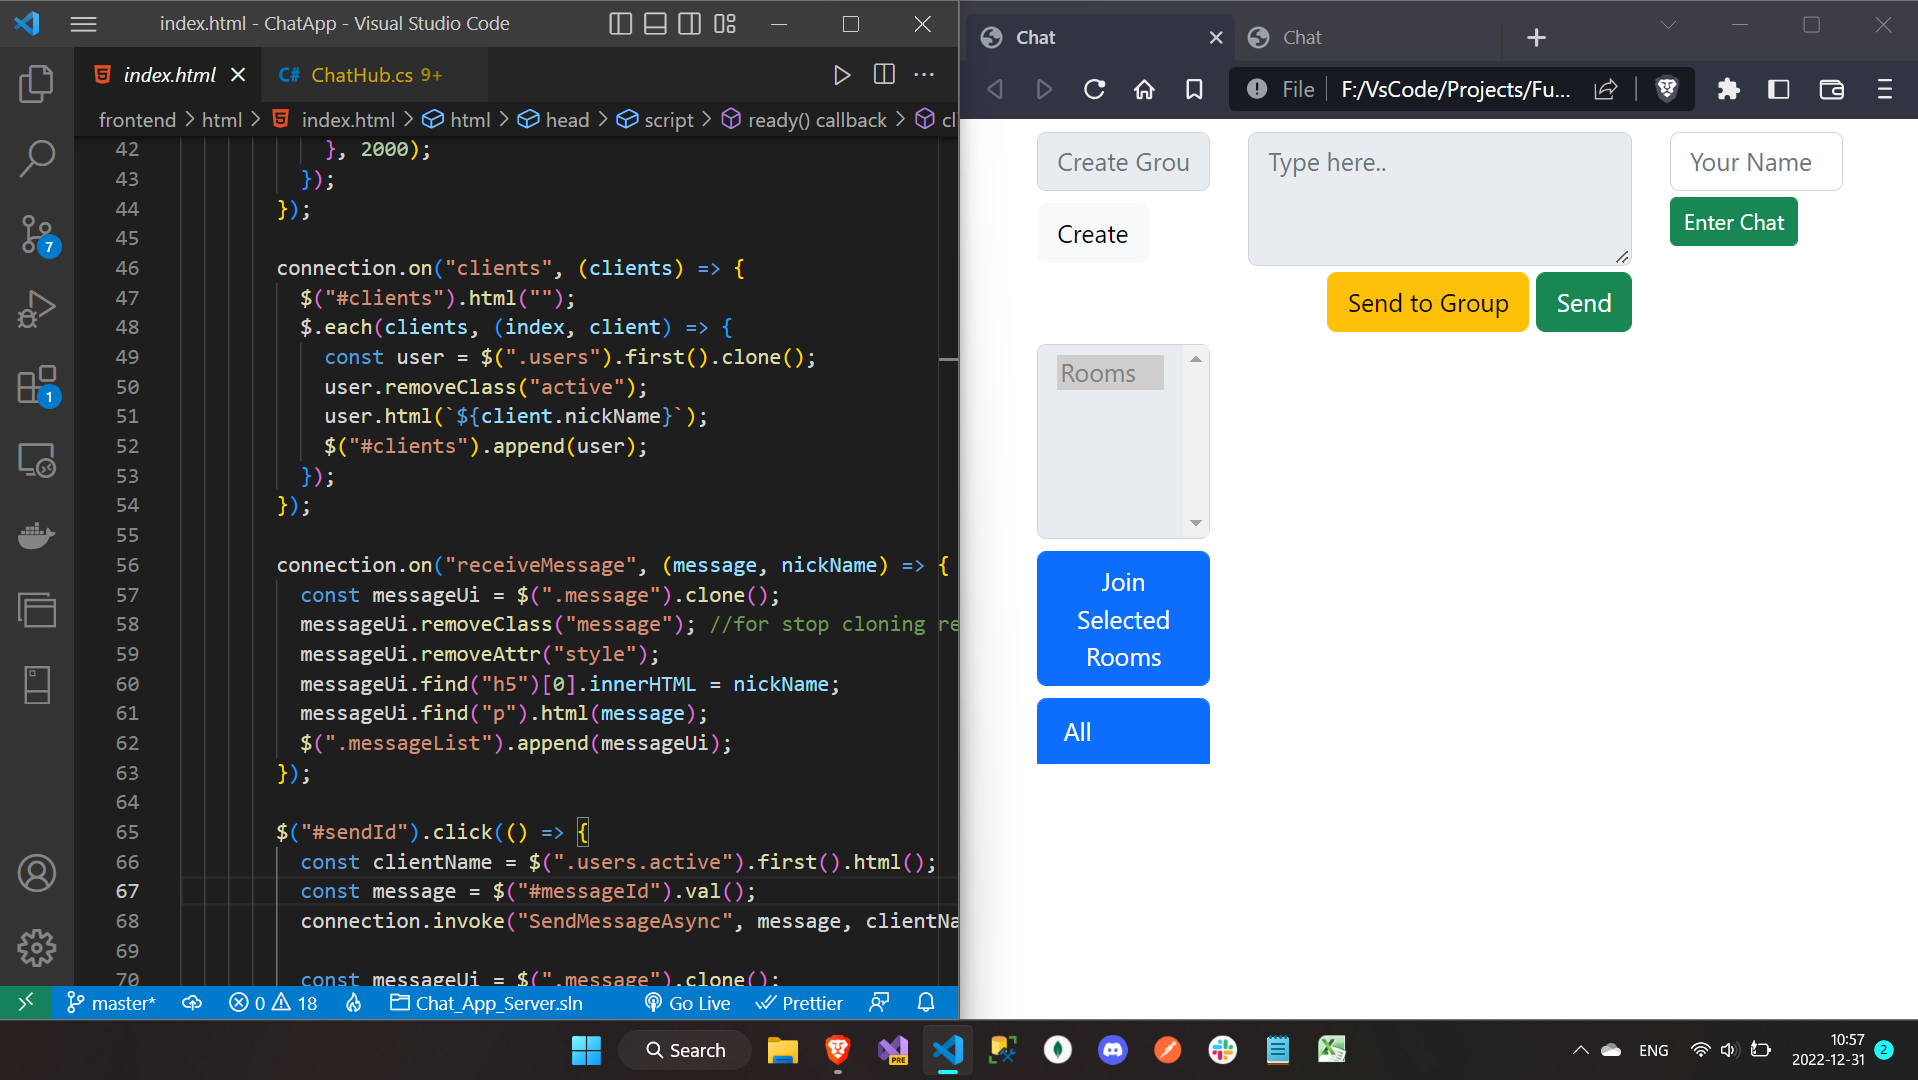 index.html - ChatApp - Visual Studio Code
index.html
C# ChatHub.cs 9+
frontend > html > index.html > html > head > script > ready() callback > cl
42 }, 2000);
43 });
44 });
45
46 connection.on("clients", (clients) => {
47 $("#clients").html("");
48 $.each(clients, (index, client) => {
49 const user = $(".users").first().clone();
50 user.removeClass("active");
51 user.html(`${client.nickName}`);
52 $("#clients").append(user);
53 });
54 });
55
56 connection.on("receiveMessage", (message, nickName) => {
57 const messageUi = $(".message").clone();
58 messageUi.removeClass("message"); //for stop cloning re
59 messageUi.removeAttr("style");
60 messageUi.find("h5")[0].innerHTML = nickName;
61 messageUi.find("p").html(message);
62 $(".messageList").append(messageUi);
63 });
64
65 $("#sendId").click(() => {
66 const clientName = $(".users.active").first().html();
67 const message = $("#messageId").val();
68 connection.invoke("SendMessageAsync", message, clientNa
69
70 const messageUi = $(".message").clone();
7
1
master*
0 18
Chat_App_Server.sln
Go Live
Prettier
Chat
Chat
File
F:/VsCode/Projects/Fu...
Create Grou
Type here..
Your Name
Create
Enter Chat
Send to Group
Send
Rooms
Join
Selected
Rooms
All
Search
PRE
ENG
10:57
2022-12-31
2